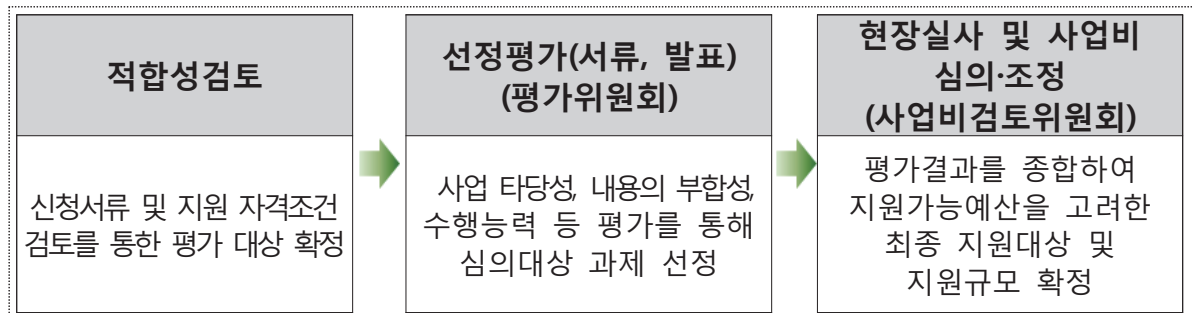 적합성검토
신청서류 및 지원 자격조건
검토를 통한 평가 대상 확정
선정평가(서류, 발표)
(평가위원회)
사업 타당성, 내용의 부합성,
수행능력 등 평가를 통해
심의대상 과제 선정
현장실사 및 사업비
심의·조정
(사업비검토위원회)
평가결과를 종합하여
지원가능예산을 고려한
최종 지원대상 및
지원규모 확정